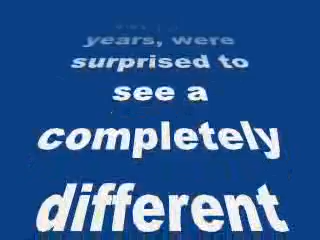 years, were
surprised to
see a
completely
different